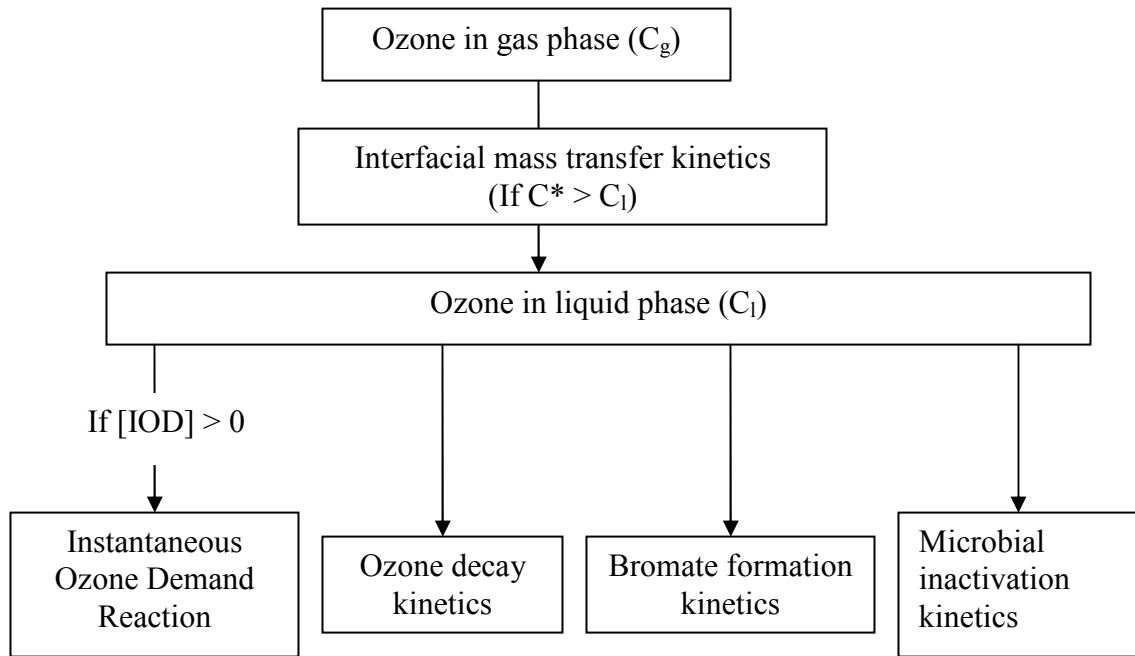 Ozone in gas phase (Cg)
Interfacial mass transfer kinetics
(If C* > Cl)
Ozone in liquid phase (Cl)
If [IOD] > 0
Instantaneous
Ozone Demand
Reaction
Ozone decay
kinetics
Bromate formation
kinetics
Microbial
inactivation
kinetics